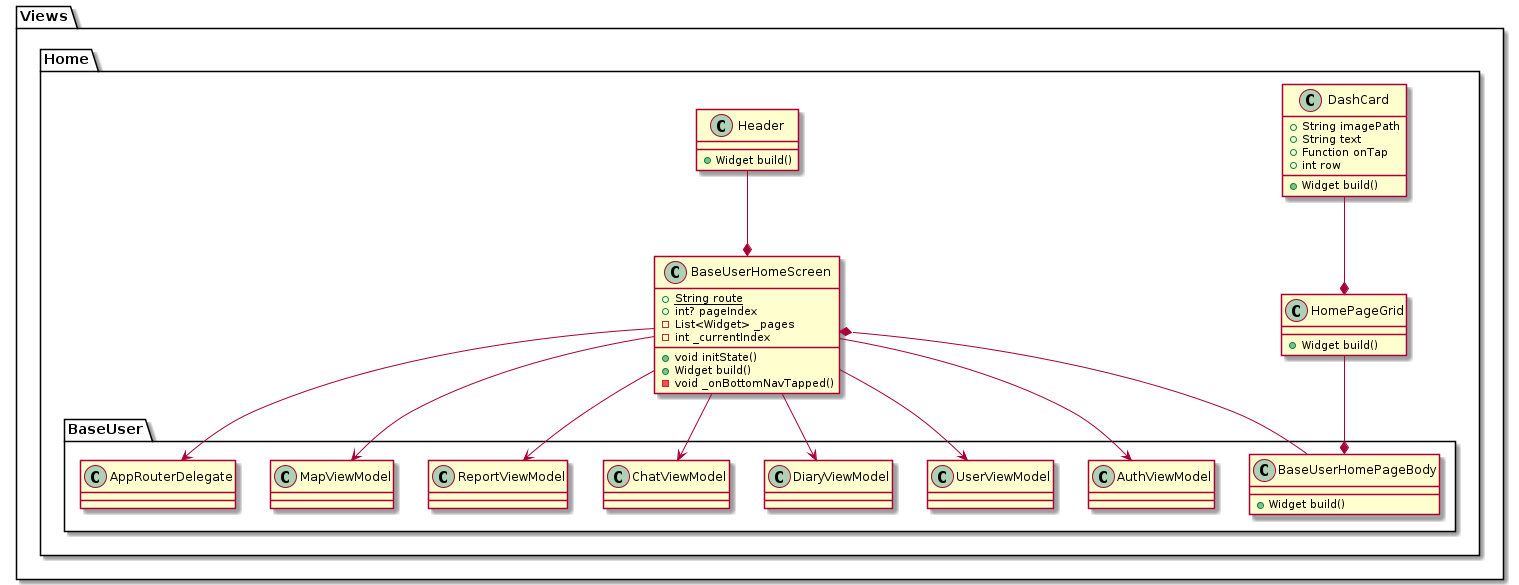 Views
Home
C DashCard
String imagePath
String text
Function onTap
int row
Widget build()
C Header
Widget build()
C BaseUserHomeScreen
String route
int? pageIndex
List<Widget> _pages
int _currentIndex
void initState()
Widget build()
void _onBottomNavTapped()
C HomePageGrid
Widget build()
BaseUser
C AppRouterDelegate
C MapViewModel
C ReportViewModel
C ChatViewModel
C DiaryViewModel
C UserViewModel
C AuthViewModel
C BaseUserHomePageBody
Widget build()